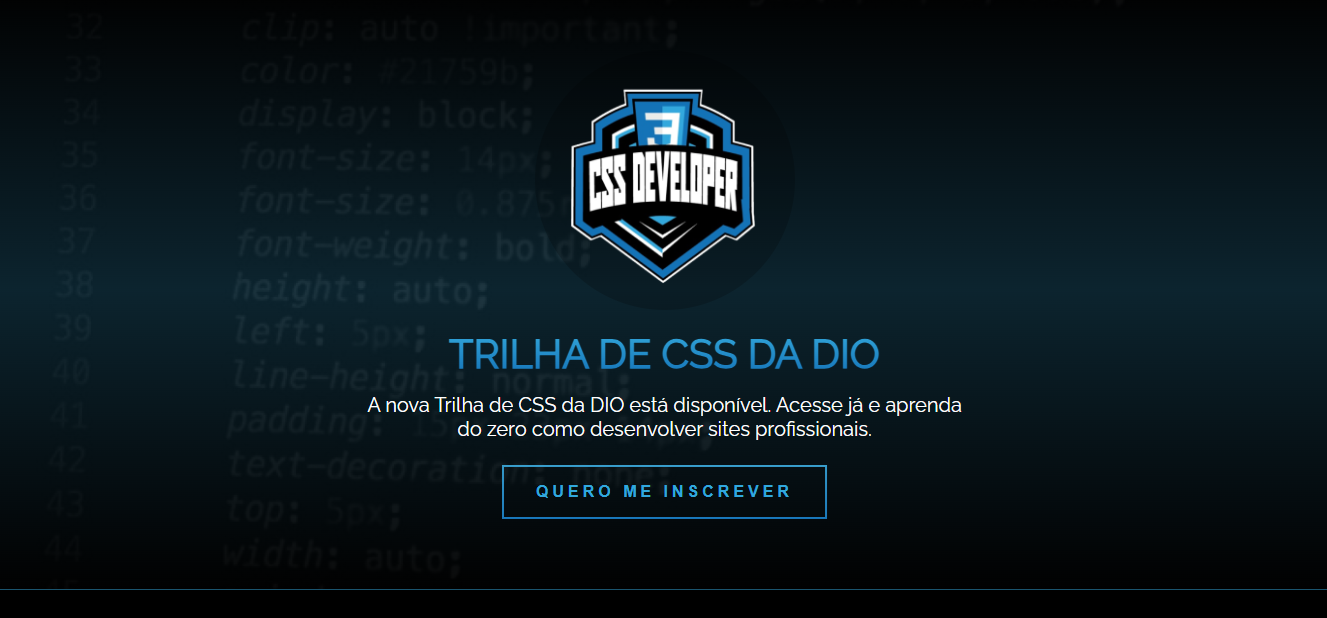 32 clip: auto !important;
33 color: #21759b;
34 display: block;
35 font-size: 14px;
36 font-size: 0.875
37 font-weight: bold;
38 height: auto;
39 left: 5px;
40 line-height: normal;
41 padding: 15px
42 text-decoration: none;
43 top: 5px;
44 width: auto;
45
3
CSS DEVELOPER
TRILHA DE CSS DA DIO
A nova Trilha de CSS da DIO está disponível. Acesse já e aprenda
do zero como desenvolver sites profissionais.
QUERO ME INSCREVER